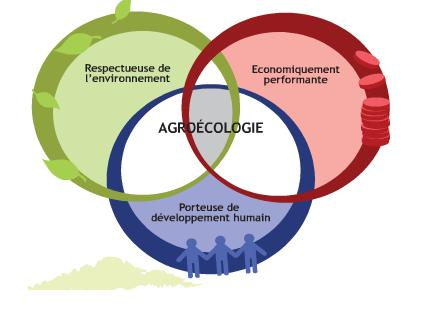 Respectueuse de
l'environnement
Economiquement
performante
AGROÉCOLOGIE
Porteuse de
développement humain